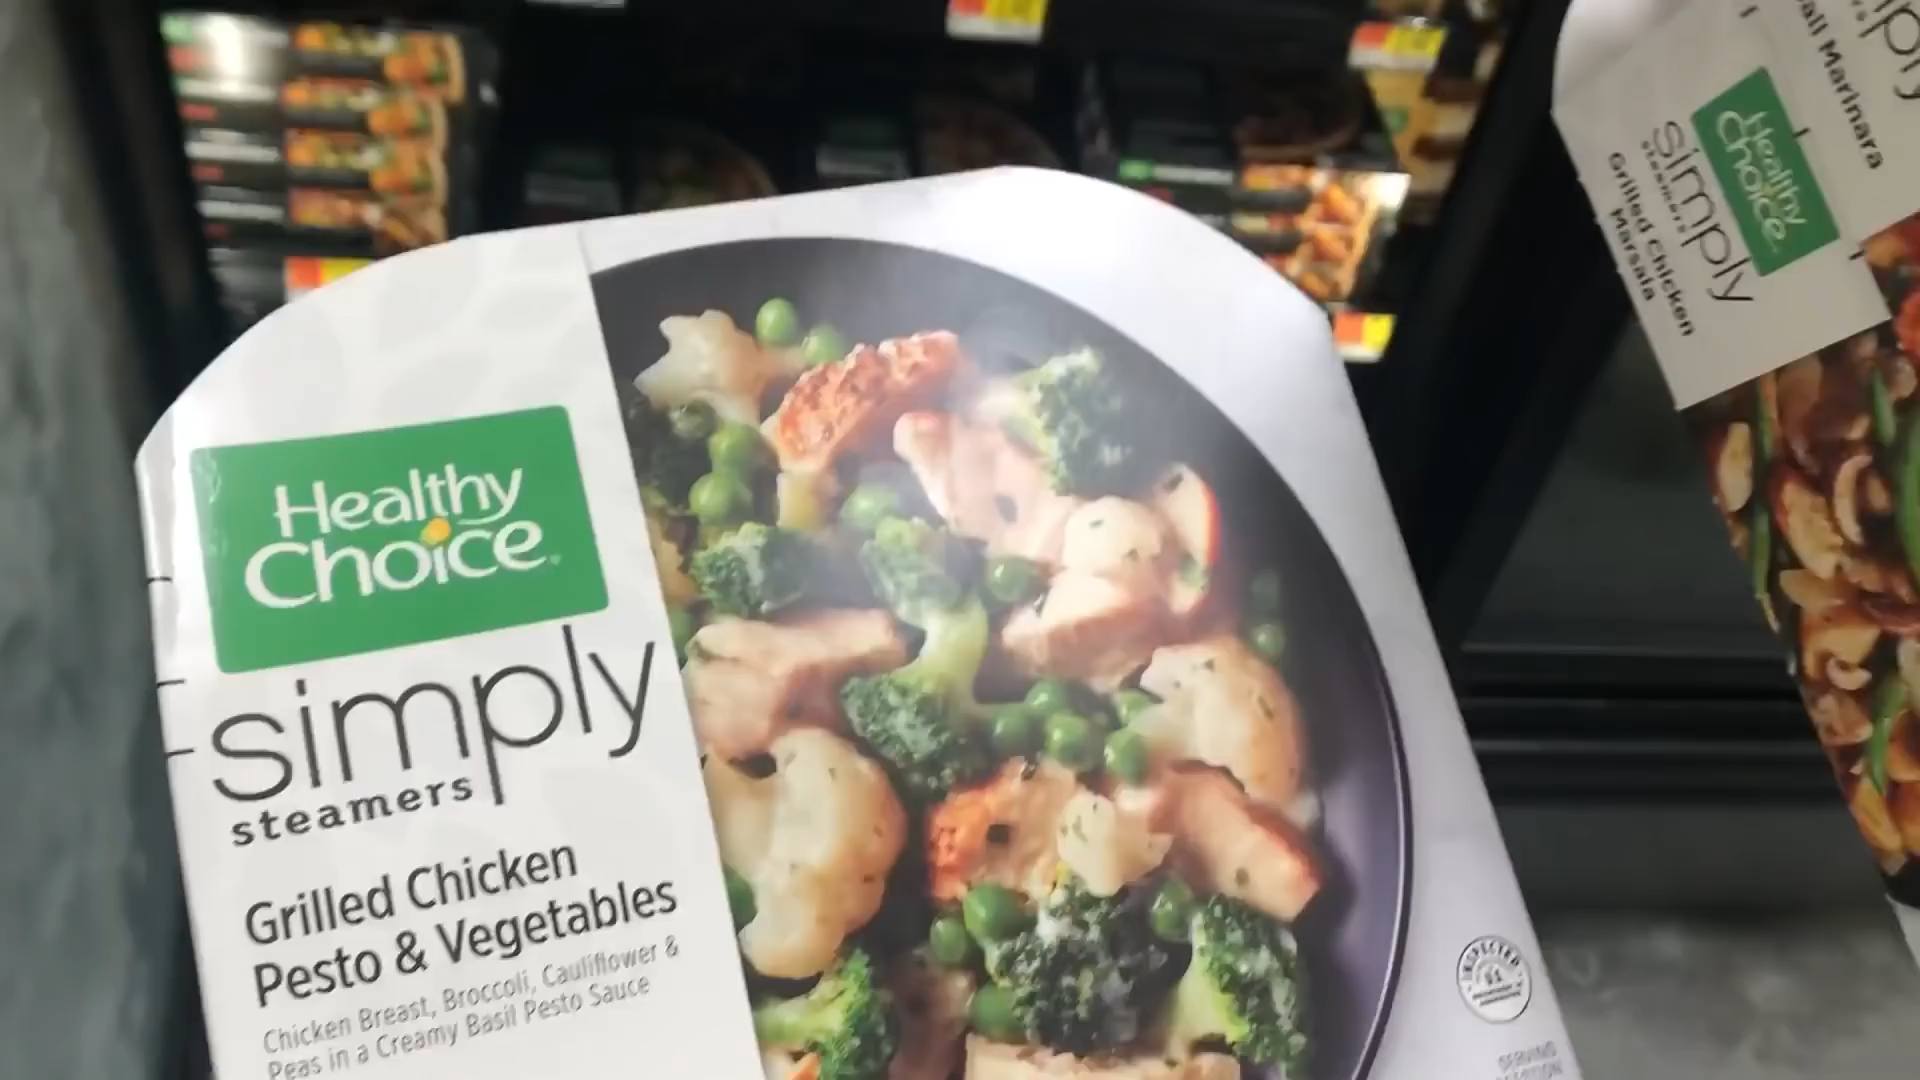 Healthy
Choice
simply
steamers
Grilled Chicken
Pesto & Vegetables
Chicken Breast, Broccoli, Cauliflower &
Peas in a Creamy Basil Pesto Sauce
Healthy
Choice
simply
steamers
Grilled Chicken
Marsala
Marinara